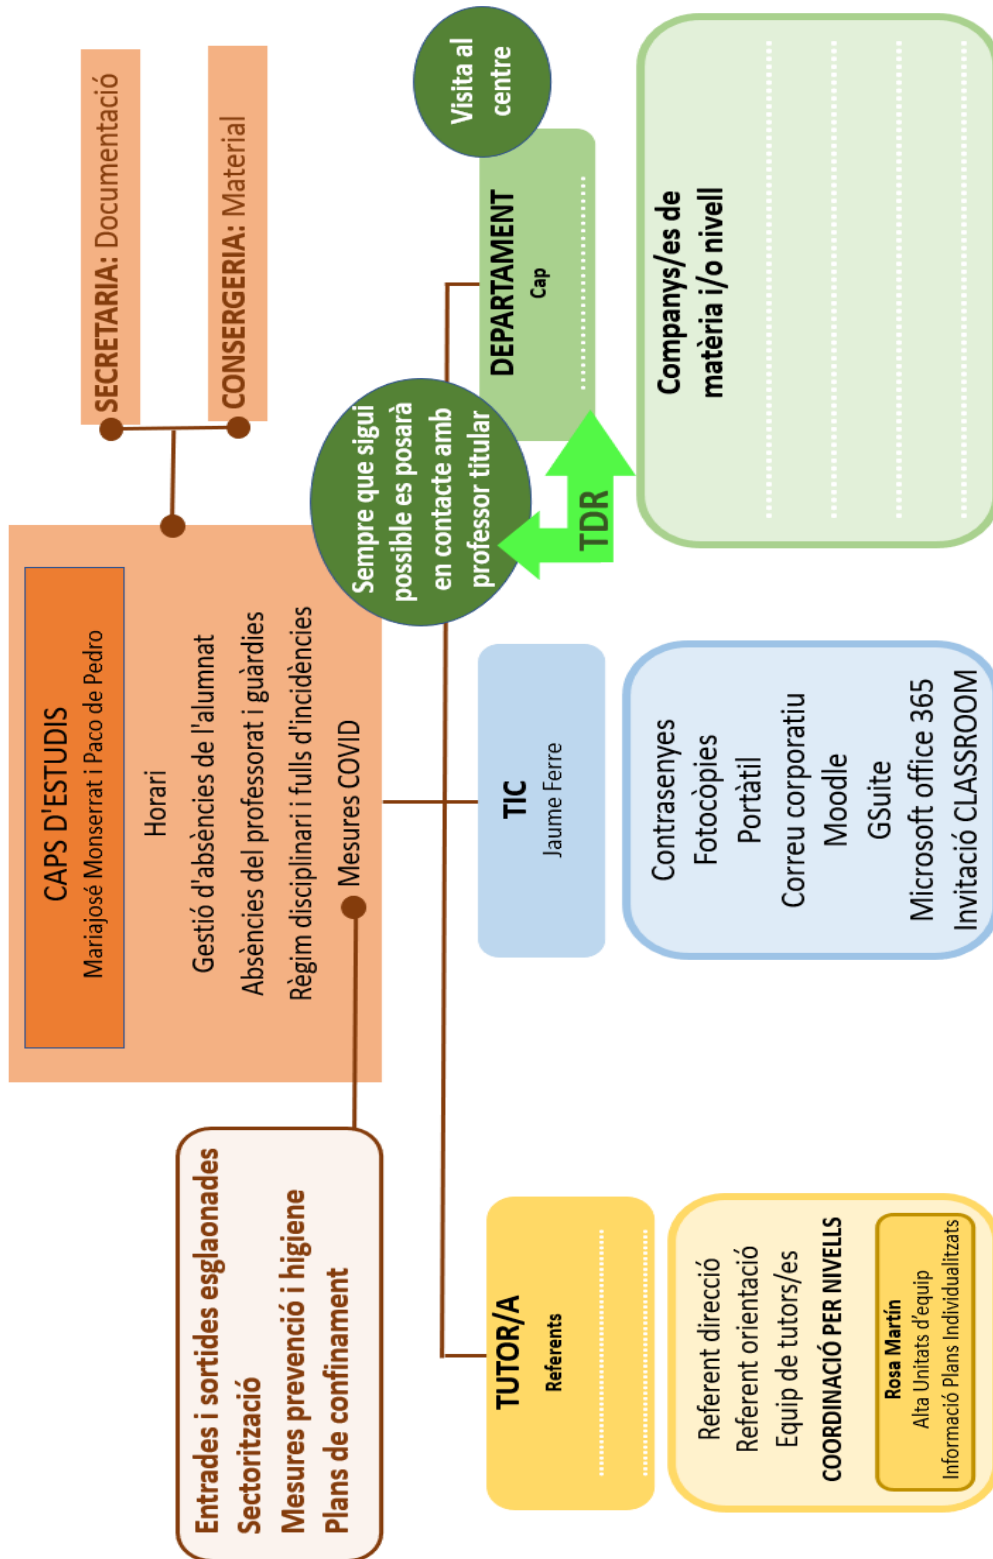 CAPS D'ESTUDIS
Mariajosé Monserrat i Paco de Pedro
Horari
Gestió d'absències de l'alumnat
Absències del professorat i guàrdies
Règim disciplinari i fulls d'incidències
Mesures COVID
SECRETARIA: Documentació
CONSERGERIA: Material
Entrades i sortides esglaonades
Sectorització
Mesures prevenció i higiene
Plans de confinament
Sempre que sigui
possible es posarà
en contacte amb
professor titular
Visita al
centre
TUTOR/A
Referents
Referent direcció
Referent orientació
Equip de tutors/es
COORDINACIÓ PER NIVELLS
Rosa Martín
Alta Unitats d'equip
Informació Plans Individualitzats
TIC
Jaume Ferre
Contrasenyes
Fotocòpies
Portàtil
Correu corporatiu
Moodle
GSuite
Microsoft office 365
Invitació CLASSROOM
TDR
DEPARTAMENT
Cap
Companys/es de
matèria i/o nivell